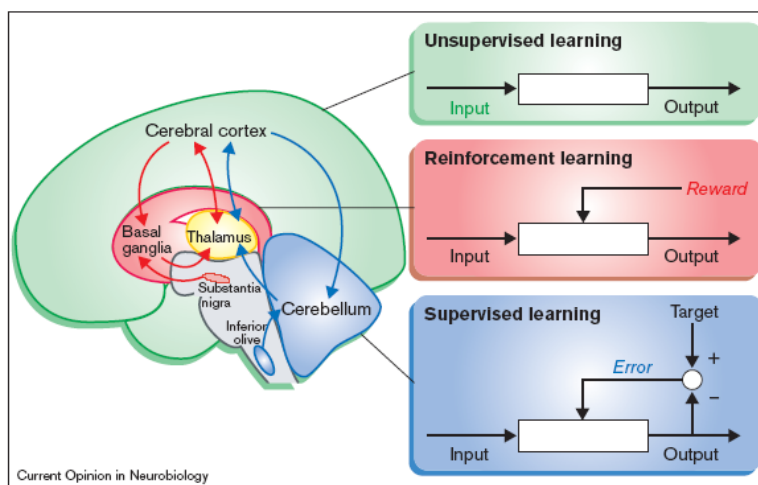 Unsupervised learning
Input
Output
Cerebral cortex
Reinforcement learning
Reward
Basal
ganglia
Thalamus
Input
Output
Substantia
nigra
Cerebellum
Inferior
olive
Supervised learning
Target
Error
+
–
Input
Output
Current Opinion in Neurobiology